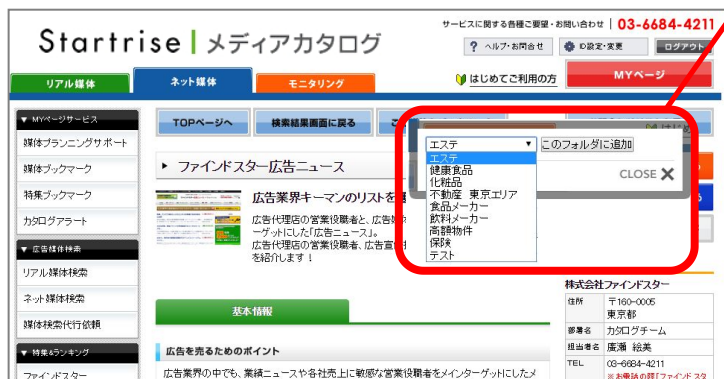 サービスに関する各種ご要望・お問い合わせ | 03-6684-4211
Startrise | メディアカタログ
? ヘルプ・お問合せ
ID設定・変更
ログアウト
リアル媒体
ネット媒体
モニタリング
はじめてご利用の方
MYページ
▼ MYページサービス
媒体プランニングサポート
媒体ブックマーク
特集ブックマーク
カタログアラート
▼ 広告媒体検索
リアル媒体検索
ネット媒体検索
媒体検索代行依頼
▼ 特集&ランキング
ファインドスター
TOPページへ
検索結果画面に戻る
ファインドスター広告ニュース
広告業界キーマンのリストを
広告代理店の営業役職者と、広告
ーゲットにした「広告ニュース」。
広告代理店の営業役職者、広告宣伝
を紹介します！
エステ ▼
このフォルダに追加
エステ
健康食品
化粧品
不動産 東京エリア
食品メーカー
飲料メーカー
高額物件
保険
テスト
CLOSE X
基本情報
広告を売るためのポイント
広告業界の中でも、業績ニュースや各社売上に敏感な営業役職者をメインターゲットにしたメ
株式会社ファインドスター
住所 〒160-0005
東京都
部署名 カタログチーム
担当者名 廣瀬 絵美
TEL 03-6684-4211
※お電話の際「ファインドスタ